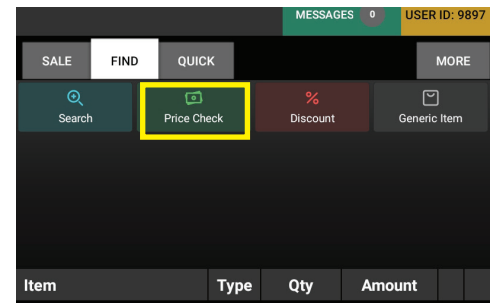 MESSAGES 0 USER ID: 9897
SALE FIND QUICK MORE
Search Price Check % Discount Generic Item
Item Type Qty Amount